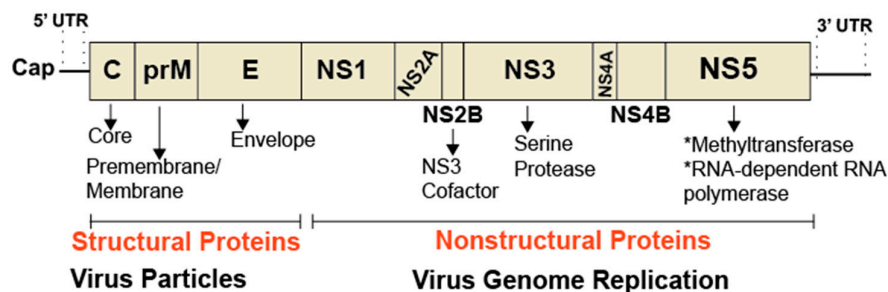 5’ UTR
3’ UTR
Cap C prM E NS1 NS2A NS3 NS4A NS5
NS2B NS4B
Core
Premembrane/
Membrane
Envelope
NS3
Cofactor
Serine
Protease
*Methyltransferase
*RNA-dependent RNA
polymerase
Structural Proteins
Nonstructural Proteins
Virus Particles
Virus Genome Replication